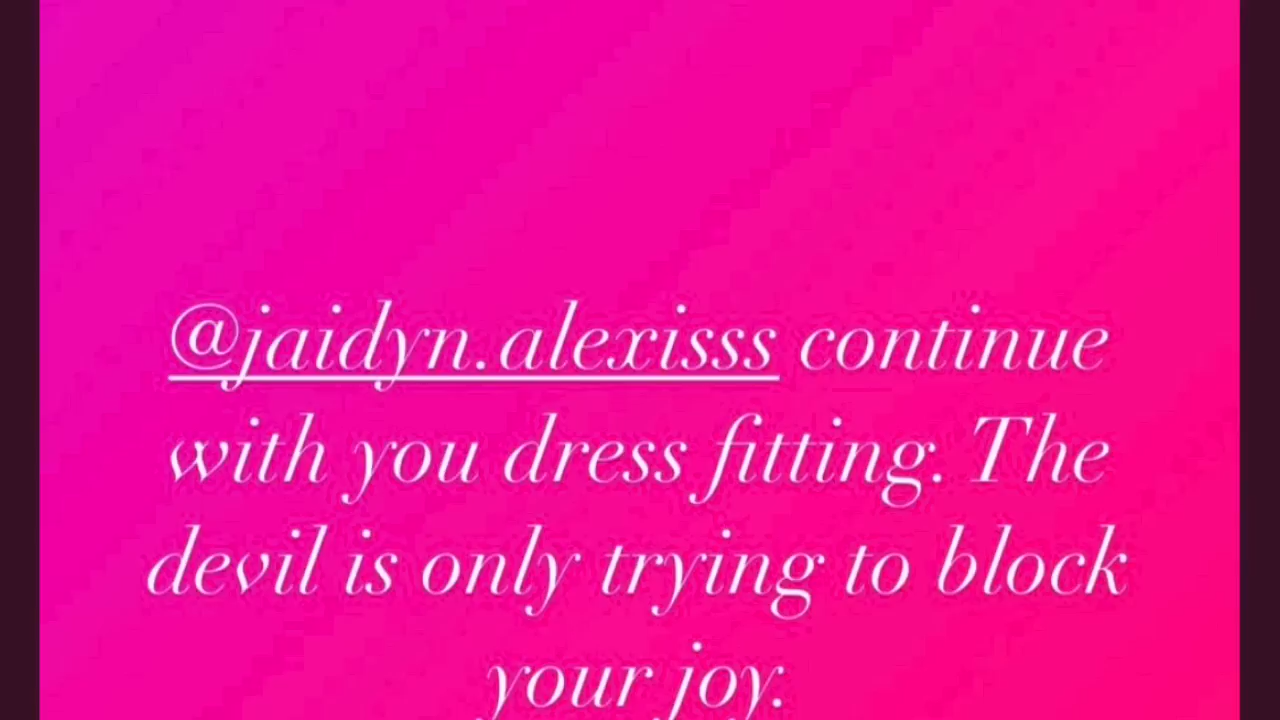 @jaidyn.alexisss continue
with you dress fitting. The
devil is only trying to block
your joy.